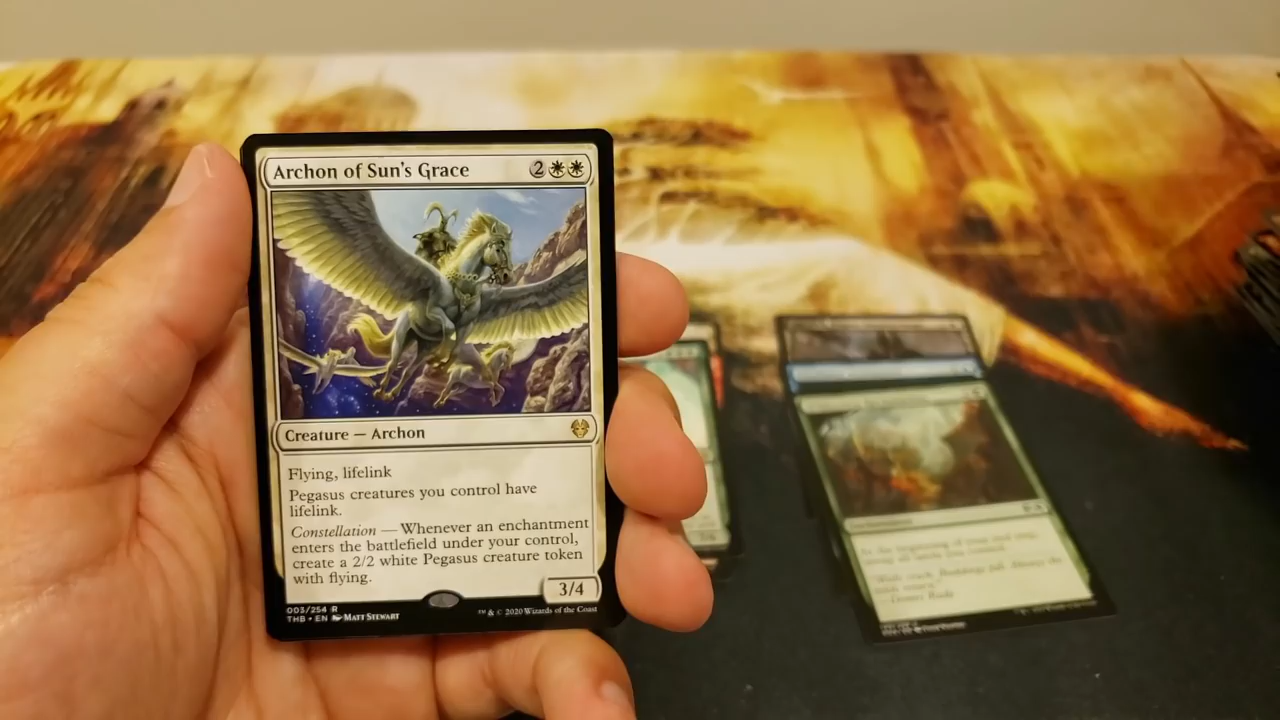 Archon of Sun's Grace 2
Creature — Archon
Flying, lifelink
Pegasus creatures you control have
lifelink.
Constellation — Whenever an enchantment
enters the battlefield under your control,
create a 2/2 white Pegasus creature token
with flying.
3/4
003/254 R
THB • EN Matt Stewart
™ & © 2020 Wizards of the Coast